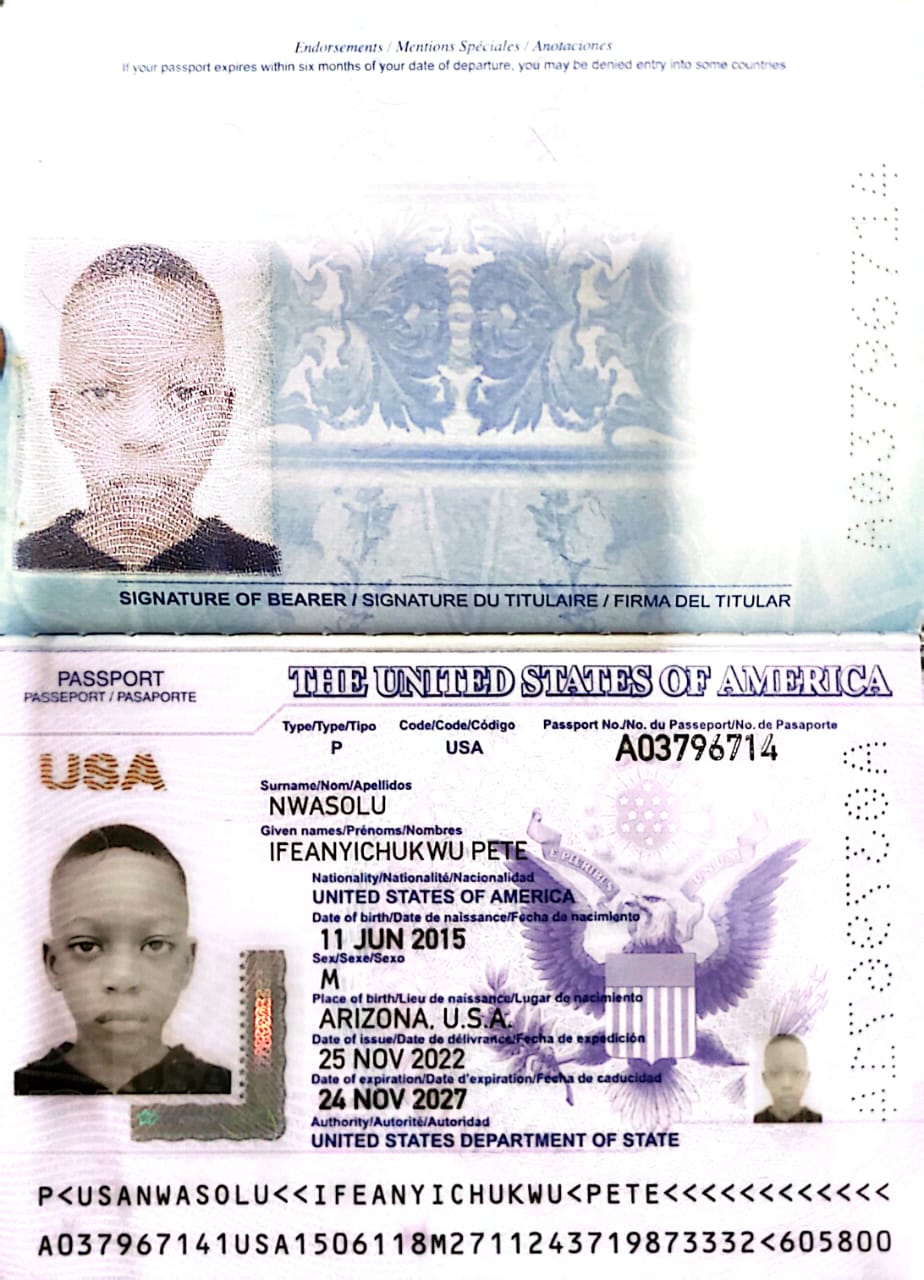 Endorsements / Mentions Spéciales / Anotaciones
If your passport expires within six months of your date of departure, you may be denied entry into some countries
A03796714
SIGNATURE OF BEARER / SIGNATURE DU TITULAIRE / FIRMA DEL TITULAR
PASSPORT
PASSEPORT / PASAPORTE
THE UNITED STATES OF AMERICA
USA
Type/Type/Tipo Code/Code/Código Passport No./No. du Passeport/No. de Pasaporte
P USA A03796714
Surname/Nom/Apellidos
NWASOLU
Given names/Prénoms/Nombres
IFEANYICHUKWU PETE
Nationality/Nationalité/Nacionalidad
UNITED STATES OF AMERICA
Date of birth/Date de naissance/Fecha de nacimiento
11 JUN 2015
Sex/Sexe/Sexo
M
Place of birth/Lieu de naissance/Lugar de nacimiento
ARIZONA, U.S.A.
Date of issue/Date de délivrance/Fecha de expedición
25 NOV 2022
Date of expiration/Date d'expiration/Fecha de caducidad
24 NOV 2027
Authority/Autorité/Autoridad
UNITED STATES DEPARTMENT OF STATE
P<USANWASOLU<<IFEANYICHUKWU<PETE<<<<<<<<<<<<
A037967141USA1506118M27112437198733​32<605800